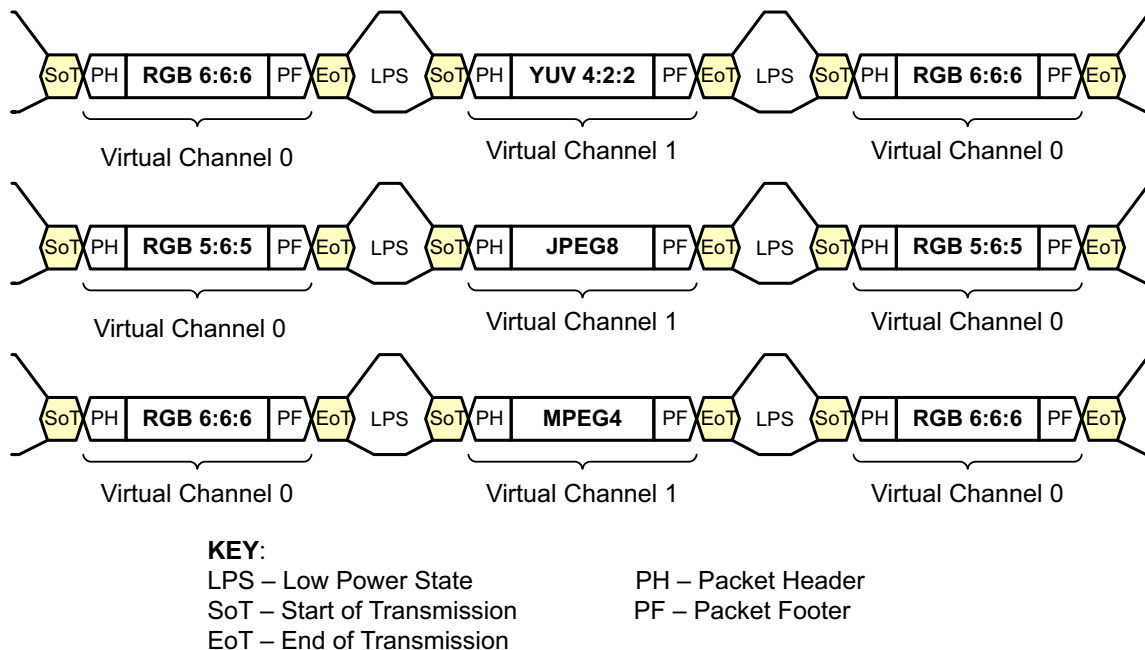 SoT PH RGB 6:6:6 PF EoT LPS SoT PH YUV 4:2:2 PF EoT LPS SoT PH RGB 6:6:6 PF EoT
Virtual Channel 0 Virtual Channel 1 Virtual Channel 0
SoT PH RGB 5:6:5 PF EoT LPS SoT PH JPEG8 PF EoT LPS SoT PH RGB 5:6:5 PF EoT
Virtual Channel 0 Virtual Channel 1 Virtual Channel 0
SoT PH RGB 6:6:6 PF EoT LPS SoT PH MPEG4 PF EoT LPS SoT PH RGB 6:6:6 PF EoT
Virtual Channel 0 Virtual Channel 1 Virtual Channel 0
KEY:
LPS – Low Power State PH – Packet Header
SoT – Start of Transmission PF – Packet Footer
EoT – End of Transmission